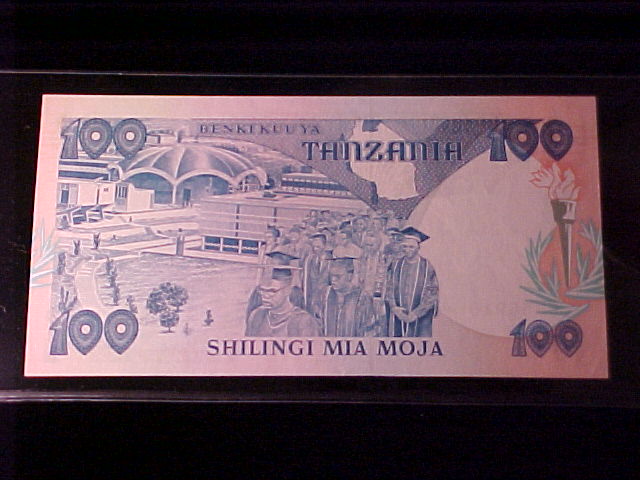 100 BENKI KUU YA 100
TANZANIA
100 SHILINGI MIA MOJA 100